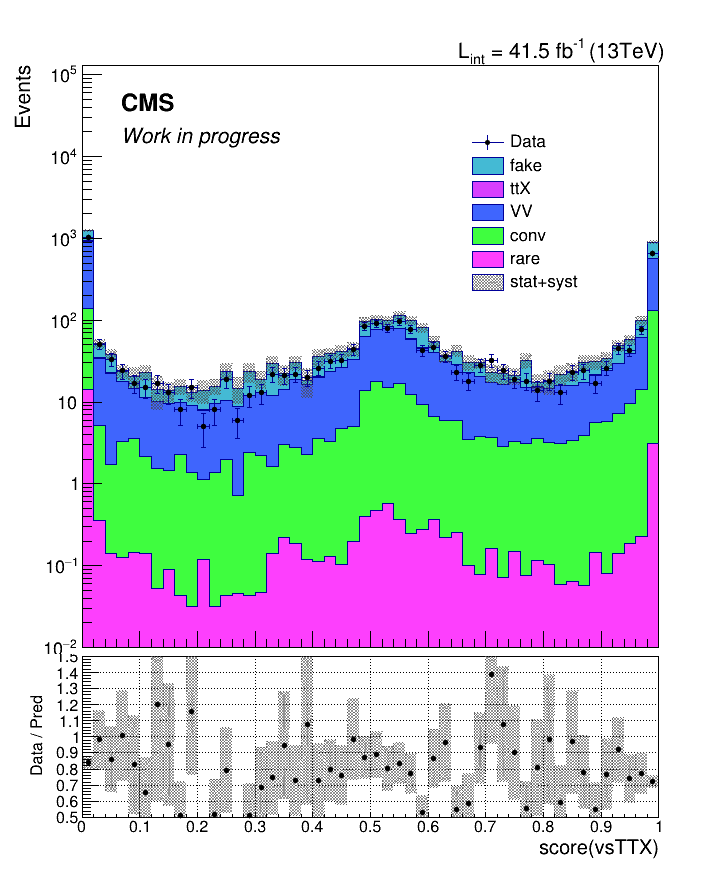 L_int = 41.5 fb^-1 (13TeV)
Events
CMS
Work in progress
Data
fake
ttX
VV
conv
rare
stat+syst
10^5
10^4
10^3
10^2
10
1
10^−1
10^−2
Data / Pred
1.5
1.4
1.3
1.2
1.1
1
0.9
0.8
0.7
0.6
0.5
0 0.1 0.2 0.3 0.4 0.5 0.6 0.7 0.8 0.9 1
score(vsTTX)